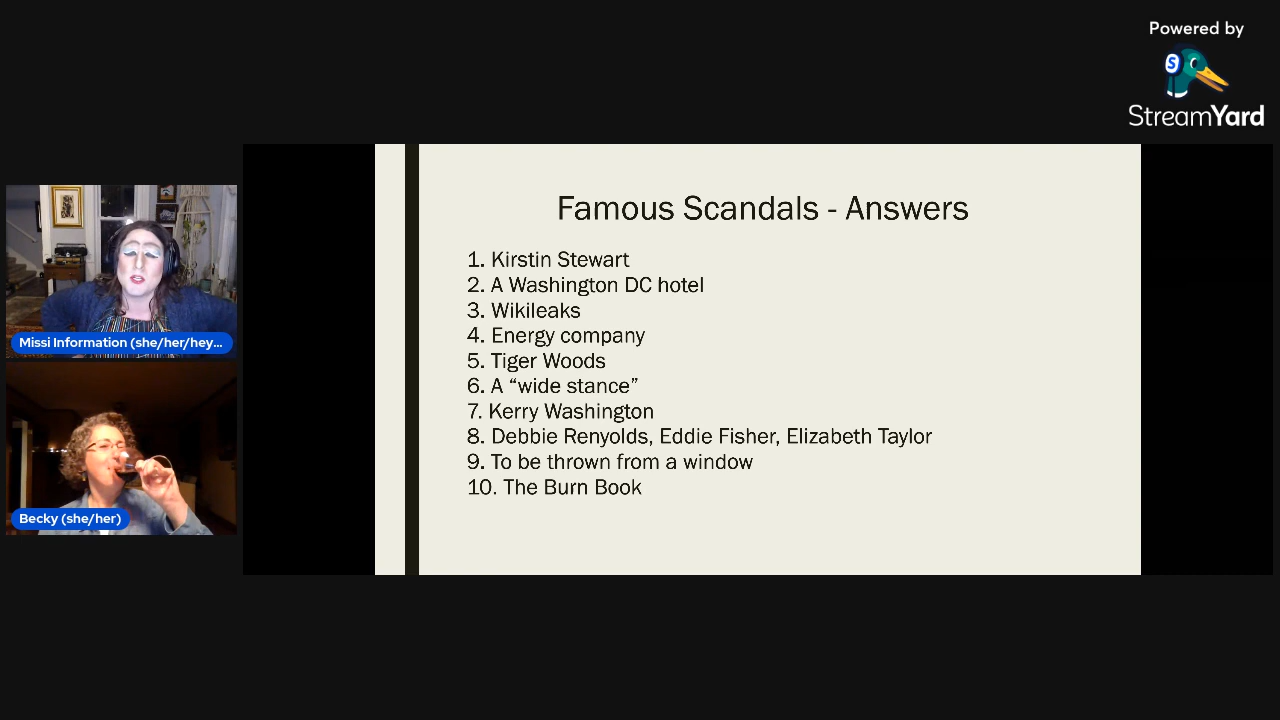 Powered by
S
StreamYard
Famous Scandals - Answers
1. Kirstin Stewart
2. A Washington DC hotel
3. Wikileaks
4. Energy company
5. Tiger Woods
6. A “wide stance”
7. Kerry Washington
8. Debbie Renyolds, Eddie Fisher, Elizabeth Taylor
9. To be thrown from a window
10. The Burn Book
Missi Information (she/her/hey...
Becky (she/her)